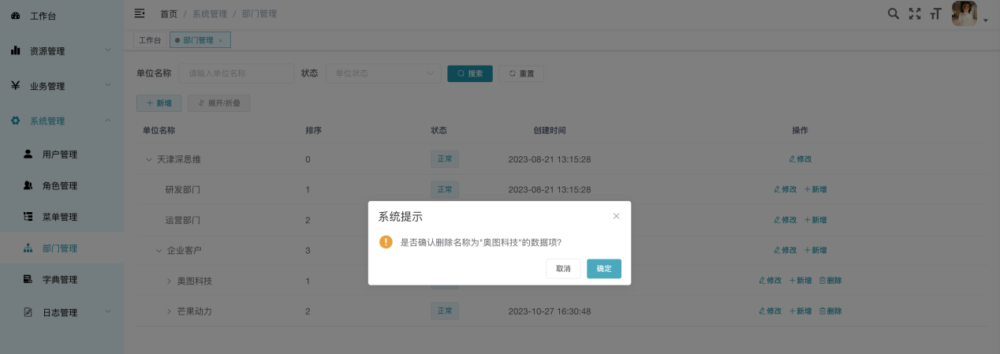 工作台
首页 / 系统管理 / 部门管理
资源管理
工作台 部门管理 ×
业务管理
单位名称 请输入单位名称 状态 单位状态 搜索 重置
系统管理
+ 新增 展开/折叠
用户管理
单位名称 排序 状态 创建时间 操作
角色管理
天津深思维 0 正常 2023-08-21 13:15:28 修改
菜单管理
研发部门 1 正常 2023-08-21 13:15:28 修改 +新增
部门管理
运营部门 2 修改 +新增
字典管理
企业客户 3 修改 +新增
日志管理
奥图科技 1 修改 +新增 删除
芒果动力 2 正常 2023-10-27 16:30:48 修改 +新增 删除
系统提示
是否确认删除名称为"奥图科技"的数据项?
取消 确定